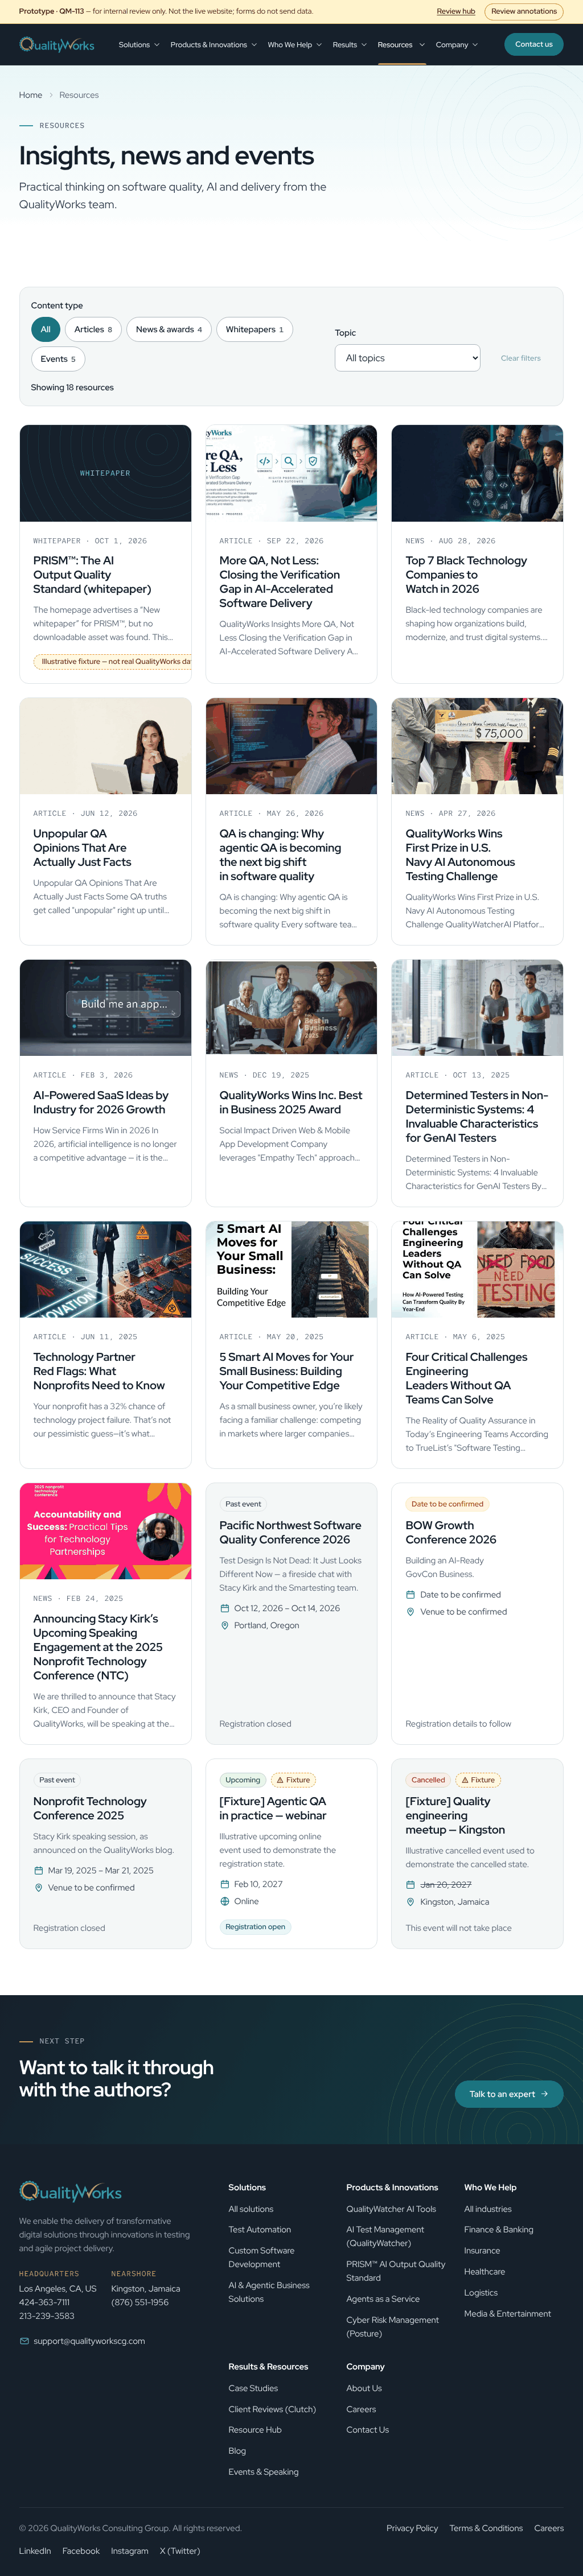 Prototype · QM-113 — for internal review only. Not the live website; forms do not send data.
Review hub
Review annotations
QualityWorks
Solutions
Products & Innovations
Who We Help
Results
Resources
Company
Contact us
Home
Resources
RESOURCES
Insights, news and events
Practical thinking on software quality, AI and delivery from the
QualityWorks team.
Content type
All
Articles 8
News & awards 4
Whitepapers 1
Events 5
Topic
All topics
Clear filters
Showing 18 resources
WHITEPAPER
WHITEPAPER · OCT 1, 2026
PRISM™: The AI
Output Quality
Standard (whitepaper)
The homepage advertises a “New
whitepaper” for PRISM™, but no
downloadable asset was found. This…
Illustrative fixture — not real QualityWorks da
ARTICLE · SEP 22, 2026
More QA, Not Less:
Closing the Verification
Gap in AI-Accelerated
Software Delivery
QualityWorks Insights More QA, Not
Less Closing the Verification Gap in
AI-Accelerated Software Delivery A…
NEWS · AUG 28, 2026
Top 7 Black Technology
Companies to
Watch in 2026
Black-led technology companies are
shaping how organizations build,
modernize, and trust digital systems.…
ARTICLE · JUN 12, 2026
Unpopular QA
Opinions That Are
Actually Just Facts
Unpopular QA Opinions That Are
Actually Just Facts Some QA truths
get called "unpopular" right up until…
ARTICLE · MAY 26, 2026
QA is changing: Why
agentic QA is becoming
the next big shift
in software quality
QA is changing: Why agentic QA is
becoming the next big shift in
software quality Every software tea…
$ 75,000
NEWS · APR 27, 2026
QualityWorks Wins
First Prize in U.S.
Navy AI Autonomous
Testing Challenge
QualityWorks Wins First Prize in U.S.
Navy AI Autonomous Testing
Challenge QualityWatcherAI Platfor…
Build me an app...
ARTICLE · FEB 3, 2026
AI-Powered SaaS Ideas by
Industry for 2026 Growth
How Service Firms Win in 2026 In
2026, artificial intelligence is no longer
a competitive advantage — it is the…
Best in
Business
2025
NEWS · DEC 19, 2025
QualityWorks Wins Inc. Best
in Business 2025 Award
Social Impact Driven Web & Mobile
App Development Company
leverages "Empathy Tech" approach…
ARTICLE · OCT 13, 2025
Determined Testers in Non-
Deterministic Systems: 4
Invaluable Characteristics
for GenAI Testers
Determined Testers in Non-
Deterministic Systems: 4 Invaluable
Characteristics for GenAI Testers By…
SUCCESS
INNOVATION
ARTICLE · JUN 11, 2025
Technology Partner
Red Flags: What
Nonprofits Need to Know
Your nonprofit has a 32% chance of
technology project failure. That’s not
our pessimistic guess—it’s what…
5 Smart AI
Moves for
Your Small
Business:
Building Your
Competitive Edge
ARTICLE · MAY 20, 2025
5 Smart AI Moves for Your
Small Business: Building
Your Competitive Edge
As a small business owner, you’re likely
facing a familiar challenge: competing
in markets where larger companies…
Four Critical
Challenges
Engineering
Leaders
Without QA
Can Solve
How AI-Powered Testing
Can Transform Quality By
Year-End
NEED FOOD
NEED
TESTING
ARTICLE · MAY 6, 2025
Four Critical Challenges
Engineering
Leaders Without QA
Teams Can Solve
The Reality of Quality Assurance in
Today’s Engineering Teams According
to TrueList’s “Software Testing…
2025 nonprofit
technology
conference
Accountability and
Success: Practical Tips
for Technology
Partnerships
NEWS · FEB 24, 2025
Announcing Stacy Kirk’s
Upcoming Speaking
Engagement at the 2025
Nonprofit Technology
Conference (NTC)
We are thrilled to announce that Stacy
Kirk, CEO and Founder of
QualityWorks, will be speaking at the…
Past event
Pacific Northwest Software
Quality Conference 2026
Test Design Is Not Dead: It Just Looks
Different Now — a fireside chat with
Stacy Kirk and the Smartesting team.
Oct 12, 2026 – Oct 14, 2026
Portland, Oregon
Registration closed
Date to be confirmed
BOW Growth
Conference 2026
Building an AI-Ready
GovCon Business.
Date to be confirmed
Venue to be confirmed
Registration details to follow
Past event
Nonprofit Technology
Conference 2025
Stacy Kirk speaking session, as
announced on the QualityWorks blog.
Mar 19, 2025 – Mar 21, 2025
Venue to be confirmed
Registration closed
Upcoming
Fixture
[Fixture] Agentic QA
in practice — webinar
Illustrative upcoming online
event used to demonstrate the
registration state.
Feb 10, 2027
Online
Registration open
Cancelled
Fixture
[Fixture] Quality
engineering
meetup — Kingston
Illustrative cancelled event used to
demonstrate the cancelled state.
Jan 20, 2027
Kingston, Jamaica
This event will not take place
NEXT STEP
Want to talk it through
with the authors?
Talk to an expert
QualityWorks
We enable the delivery of transformative
digital solutions through innovations in testing
and agile project delivery.
HEADQUARTERS
Los Angeles, CA, US
424-363-7111
213-239-3583
NEARSHORE
Kingston, Jamaica
(876) 551-1956
support@qualityworkscg.com
Solutions
All solutions
Test Automation
Custom Software
Development
AI & Agentic Business
Solutions
Products & Innovations
QualityWatcher AI Tools
AI Test Management
(QualityWatcher)
PRISM™ AI Output Quality
Standard
Agents as a Service
Cyber Risk Management
(Posture)
Who We Help
All industries
Finance & Banking
Insurance
Healthcare
Logistics
Media & Entertainment
Results & Resources
Case Studies
Client Reviews (Clutch)
Resource Hub
Blog
Events & Speaking
Company
About Us
Careers
Contact Us
© 2026 QualityWorks Consulting Group. All rights reserved.
Privacy Policy
Terms & Conditions
Careers
LinkedIn
Facebook
Instagram
X (Twitter)